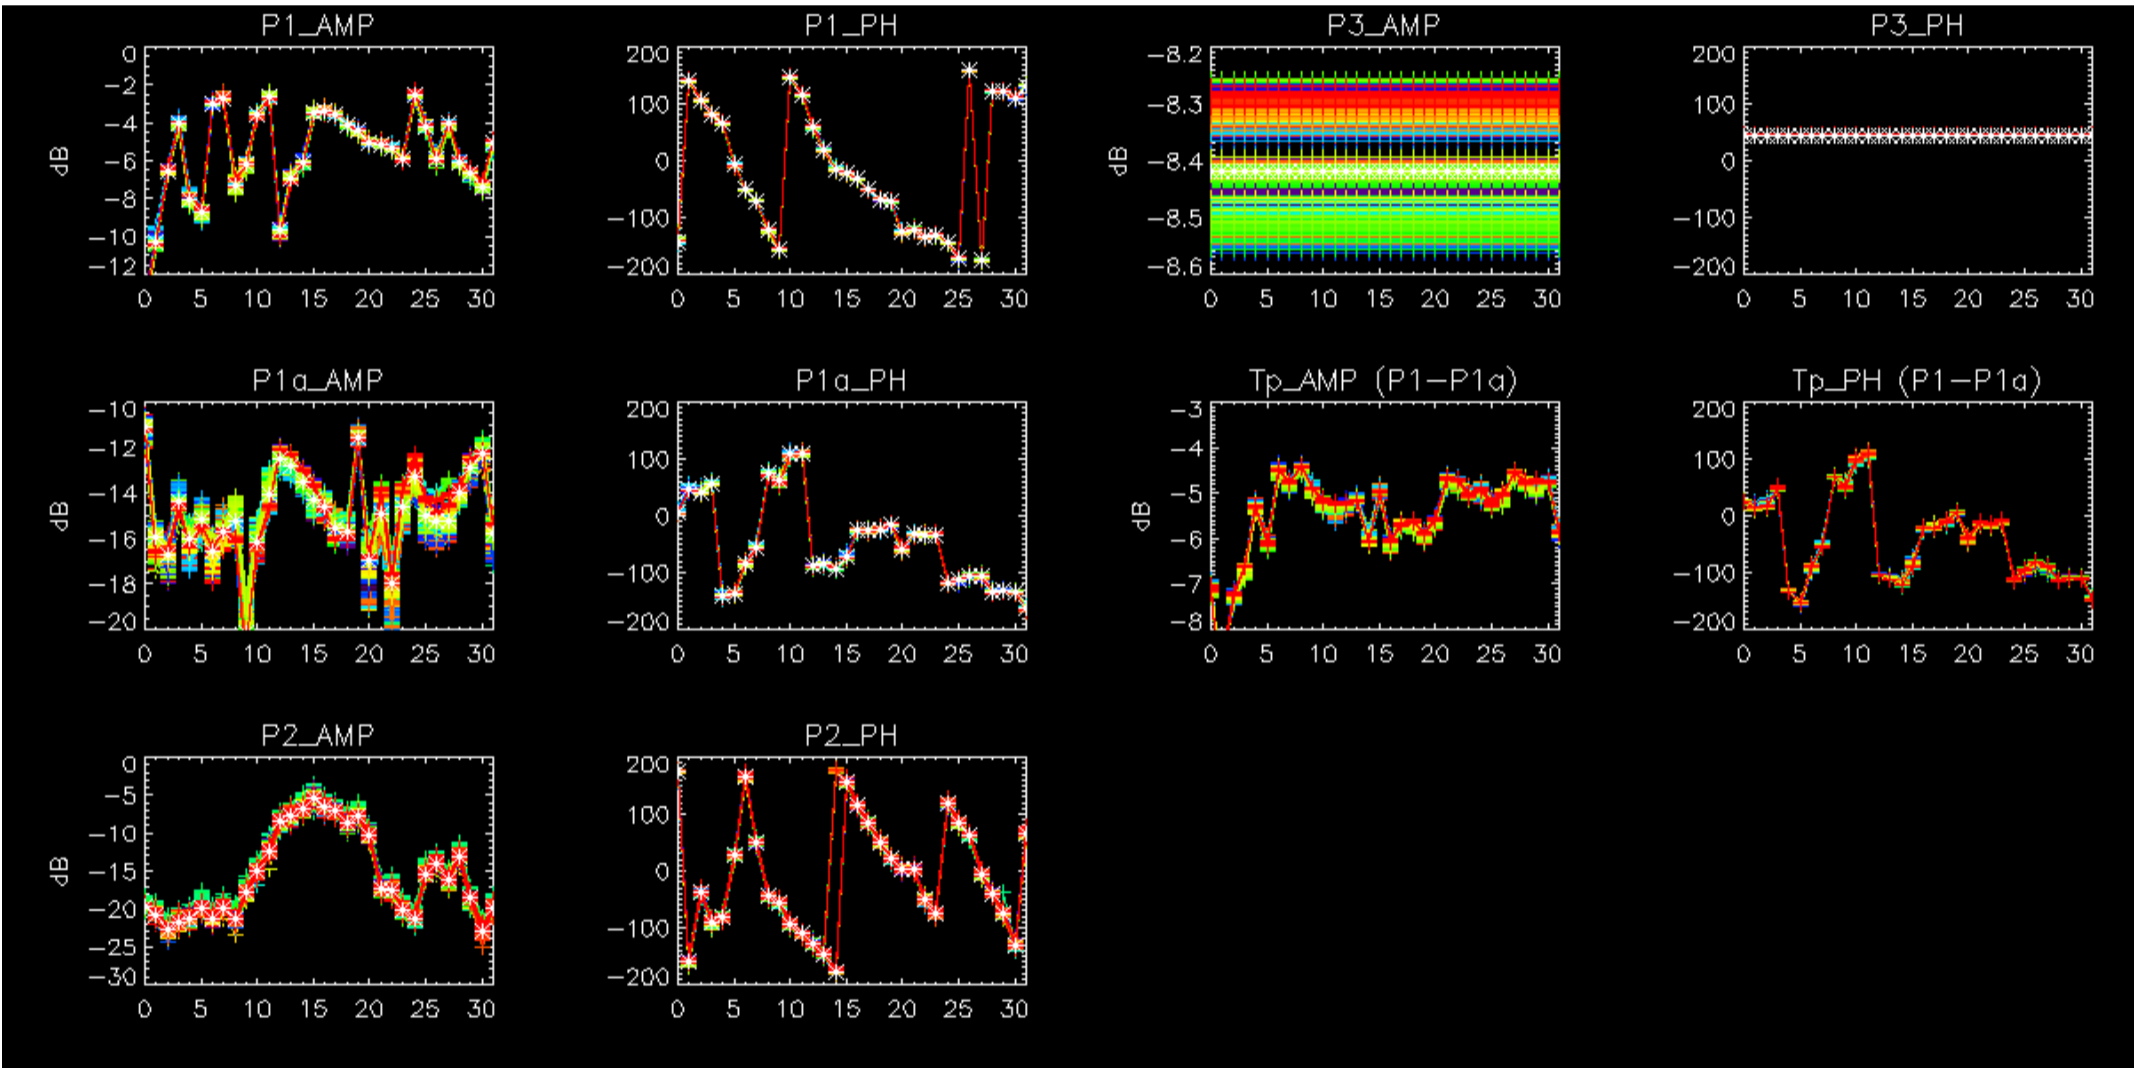 P1_AMP
P1_PH
P3_AMP
P3_PH
0
-2
-4
-6
-8
-10
-12
dB
0 5 10 15 20 25 30
200
100
0
-100
-200
0 5 10 15 20 25 30
-8.2
-8.3
-8.4
-8.5
-8.6
dB
0 5 10 15 20 25 30
200
100
0
-100
-200
0 5 10 15 20 25 30
P1a_AMP
P1a_PH
Tp_AMP (P1-P1a)
Tp_PH (P1-P1a)
-10
-12
-14
-16
-18
-20
dB
0 5 10 15 20 25 30
200
100
0
-100
-200
0 5 10 15 20 25 30
-3
-4
-5
-6
-7
-8
dB
0 5 10 15 20 25 30
200
100
0
-100
-200
0 5 10 15 20 25 30
P2_AMP
P2_PH
0
-5
-10
-15
-20
-25
-30
dB
0 5 10 15 20 25 30
200
100
0
-100
-200
0 5 10 15 20 25 30